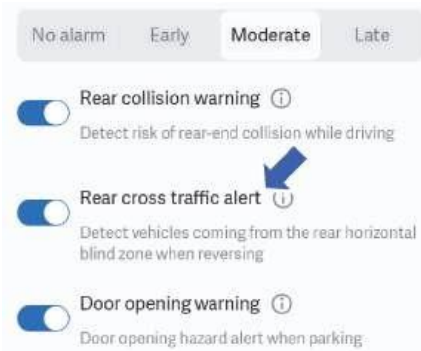 No alarm Early Moderate Late
Rear collision warning
Detect risk of rear-end collision while driving
Rear cross traffic alert
Detect vehicles coming from the rear horizontal
blind zone when reversing
Door opening warning
Door opening hazard alert when parking